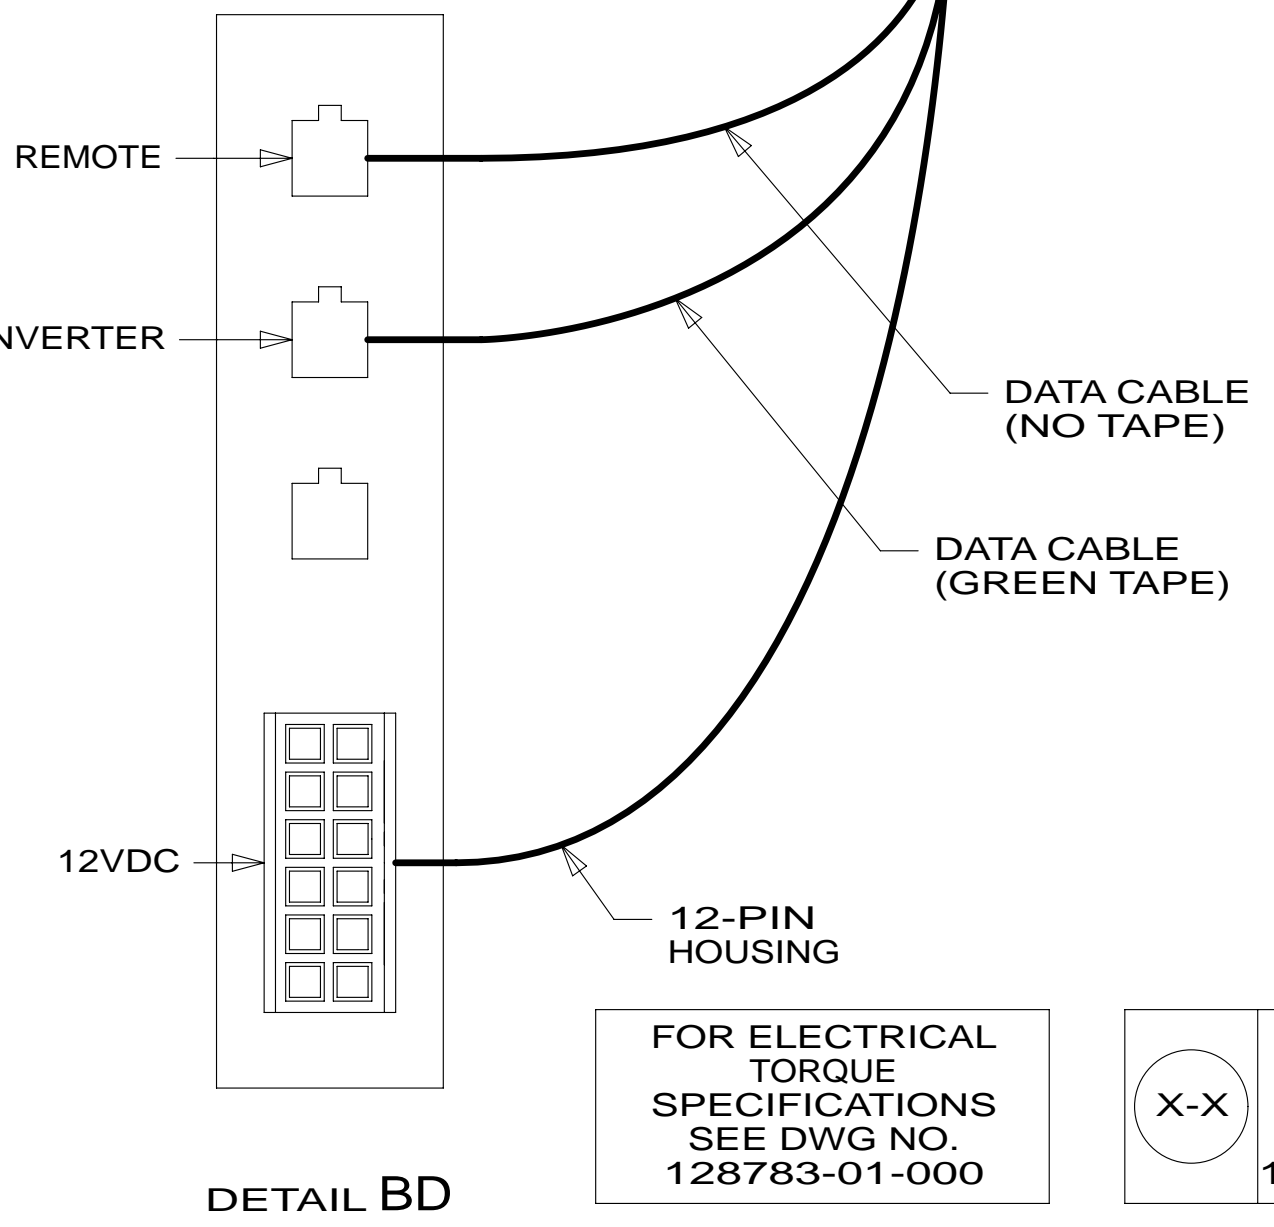 REMOTE
NVERTER
DATA CABLE
(NO TAPE)
DATA CABLE
(GREEN TAPE)
12VDC
12-PIN
HOUSING
FOR ELECTRICAL
TORQUE
SPECIFICATIONS
SEE DWG NO.
128783-01-000
X-X
1
DETAIL BD